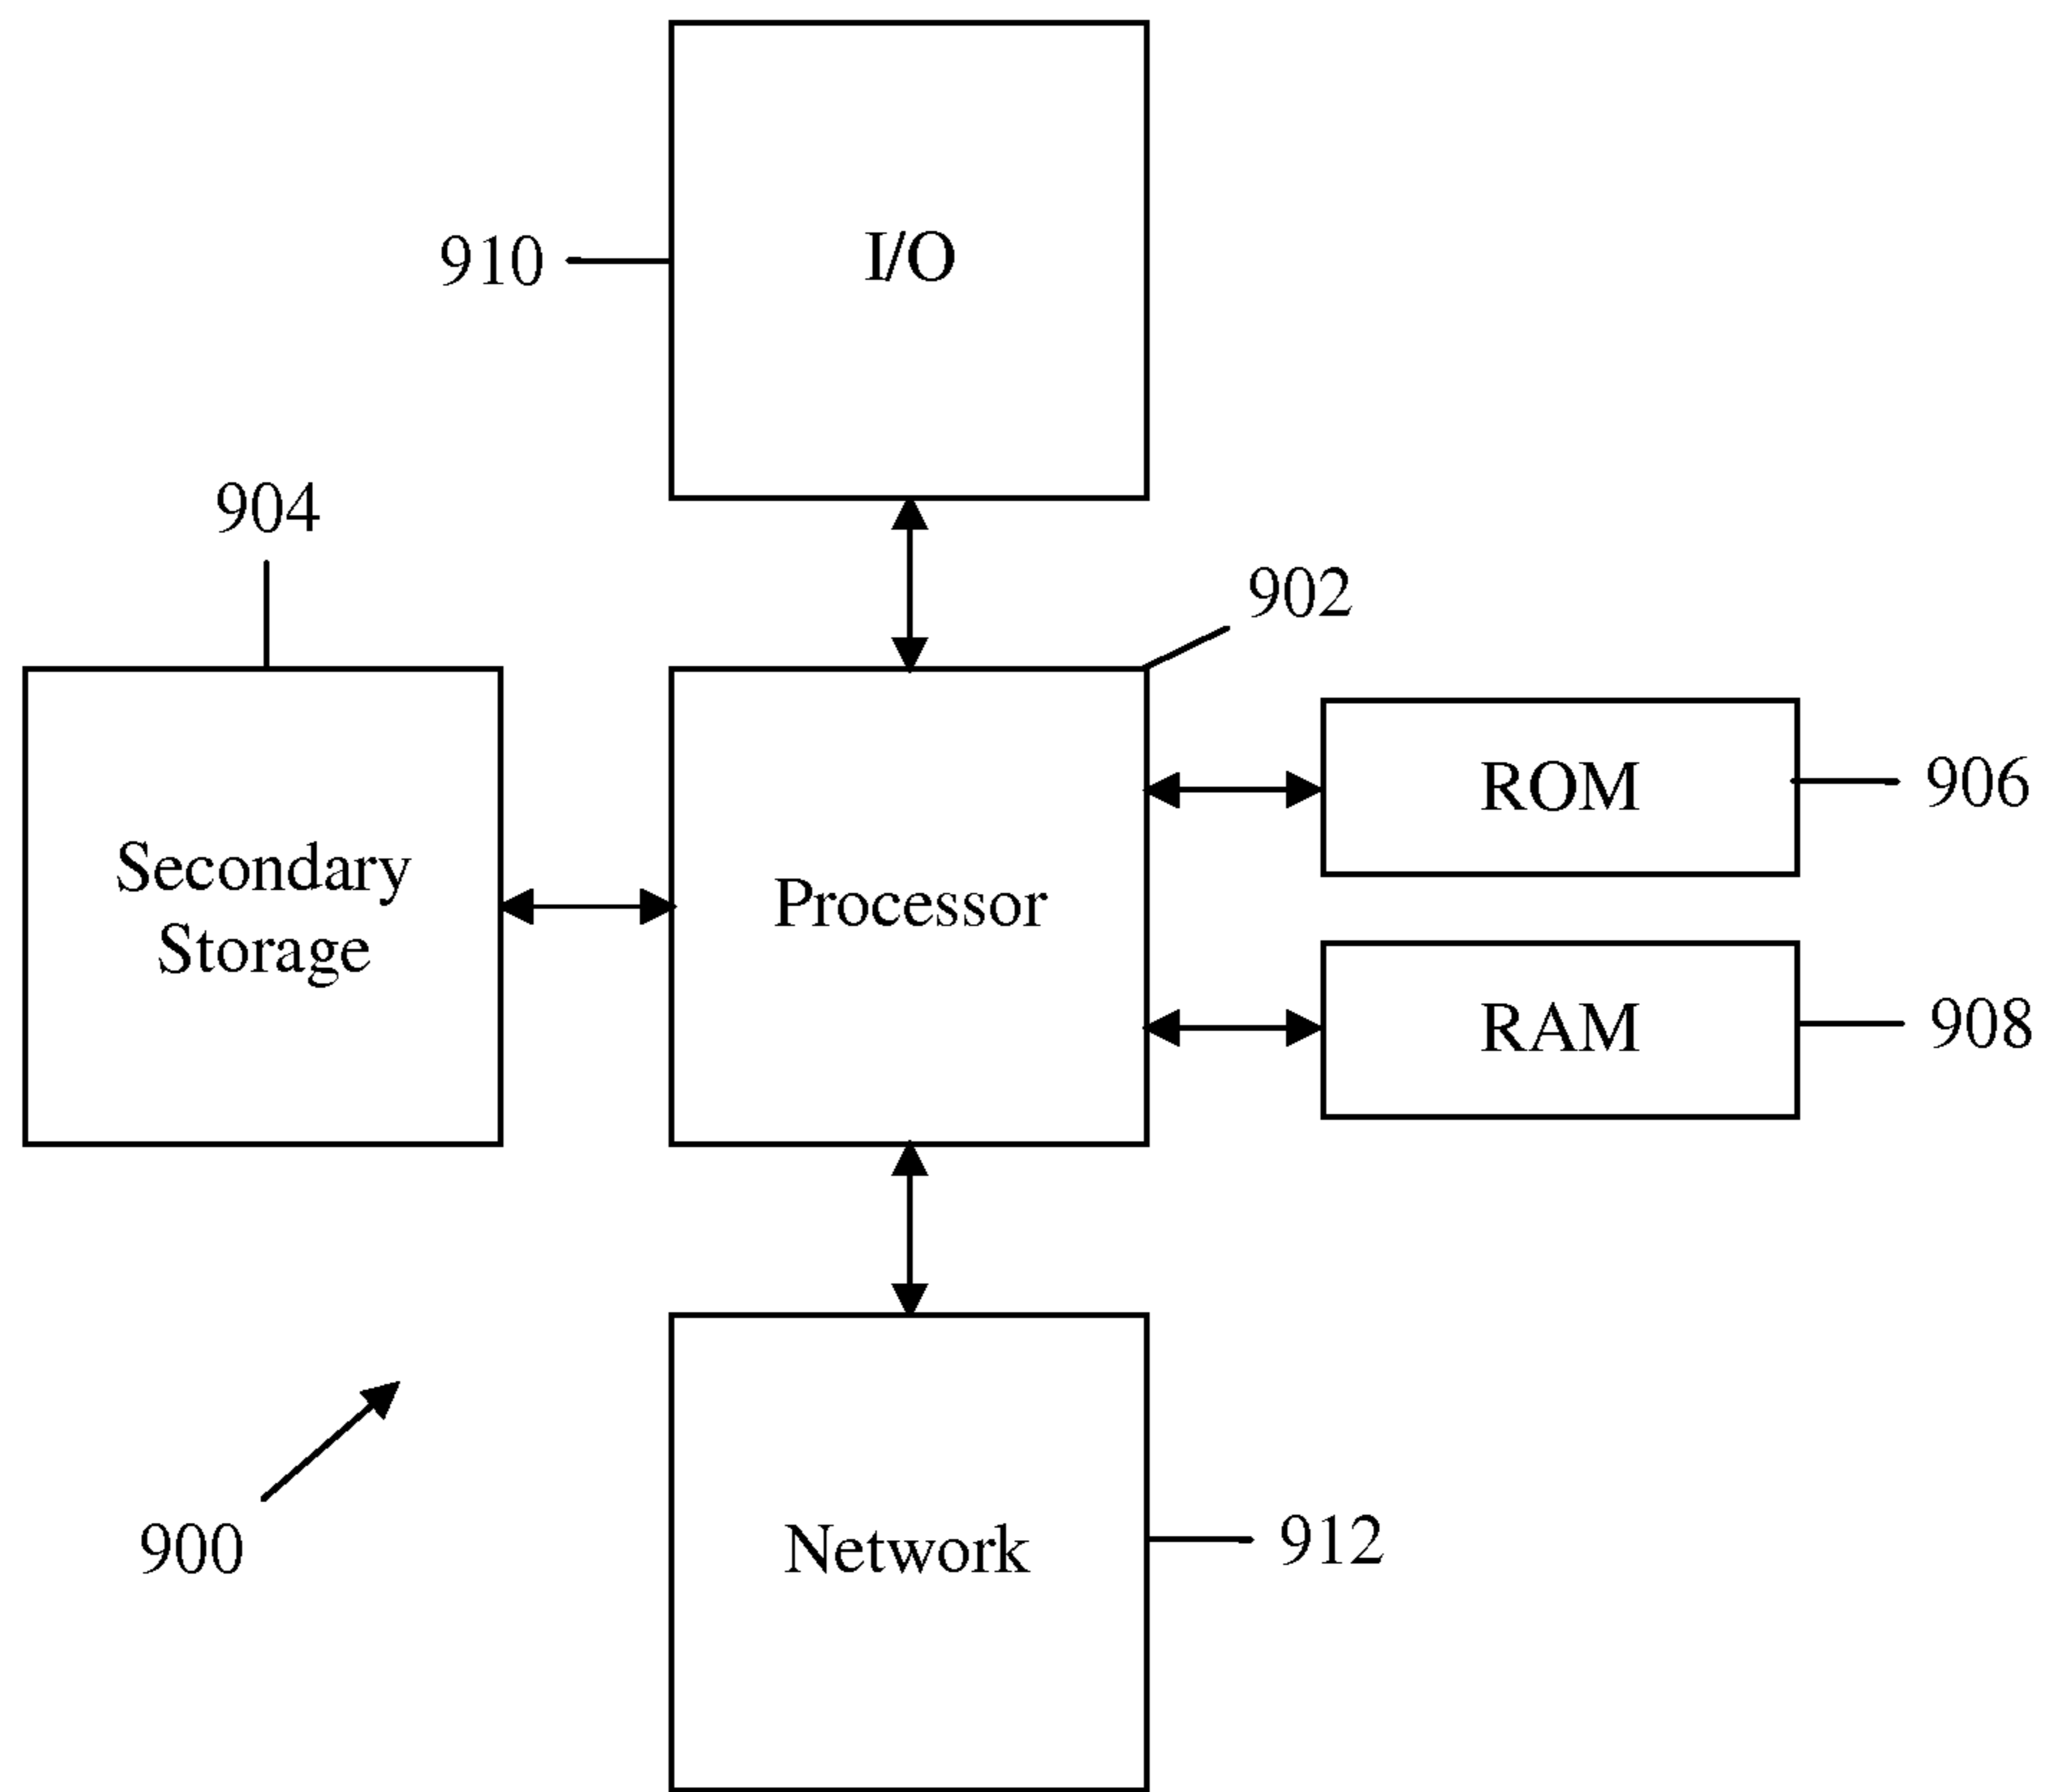 I/O
910
904
902
ROM
906
Secondary
Storage
Processor
RAM
908
900
Network
912